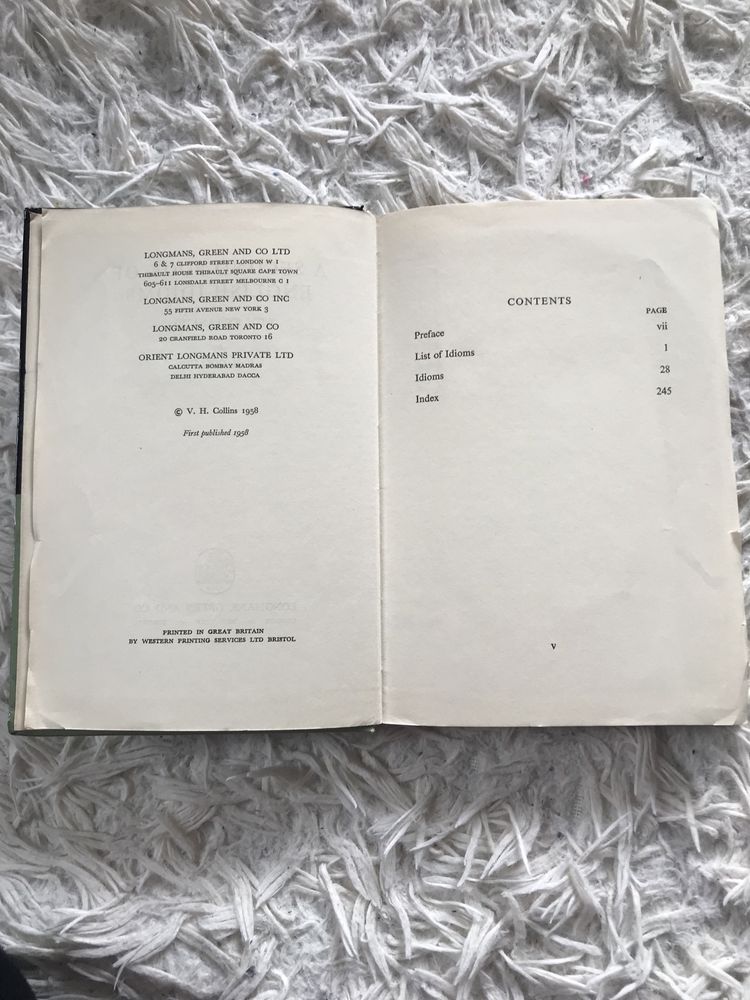 LONGMANS, GREEN AND CO LTD
6 & 7 CLIFFORD STREET LONDON W 1
THIBAULT HOUSE THIBAULT SQUARE CAPE TOWN
605–611 LONSDALE STREET MELBOURNE C 1
LONGMANS, GREEN AND CO INC
55 FIFTH AVENUE NEW YORK 3
LONGMANS, GREEN AND CO
20 CRANFIELD ROAD TORONTO 16
ORIENT LONGMANS PRIVATE LTD
CALCUTTA BOMBAY MADRAS
DELHI HYDERABAD DACCA
© V. H. Collins 1958
First published 1958
PRINTED IN GREAT BRITAIN
BY WESTERN PRINTING SERVICES LTD BRISTOL
CONTENTS
PAGE
Preface vii
List of Idioms 1
Idioms 28
Index 245
v